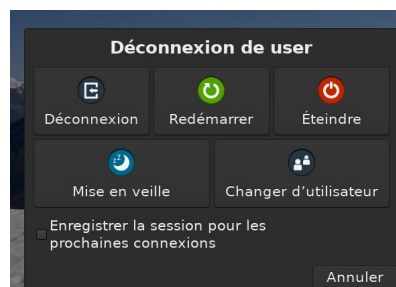 Déconnexion de user
Déconnexion
Redémarrer
Éteindre
Mise en veille
Changer d’utilisateur
Enregistrer la session pour les
prochaines connexions
Annuler